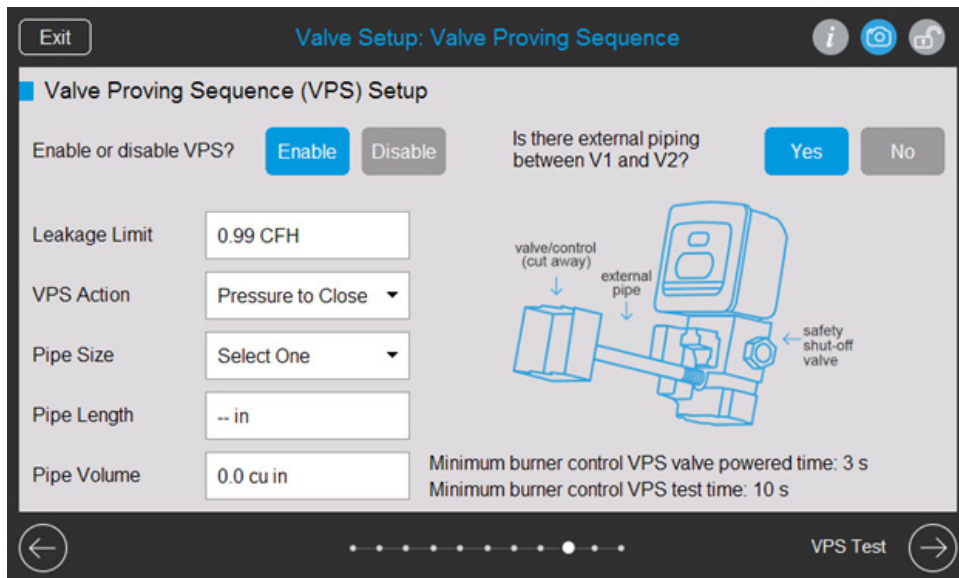 Exit
Valve Setup: Valve Proving Sequence
i
Valve Proving Sequence (VPS) Setup
Enable or disable VPS?
Enable
Disable
Is there external piping
between V1 and V2?
Yes
No
Leakage Limit
0.99 CFH
VPS Action
Pressure to Close
Pipe Size
Select One
Pipe Length
-- in
Pipe Volume
0.0 cu in
valve/control
(cut away)
external
pipe
safety
shut-off
valve
Minimum burner control VPS valve powered time: 3 s
Minimum burner control VPS test time: 10 s
VPS Test